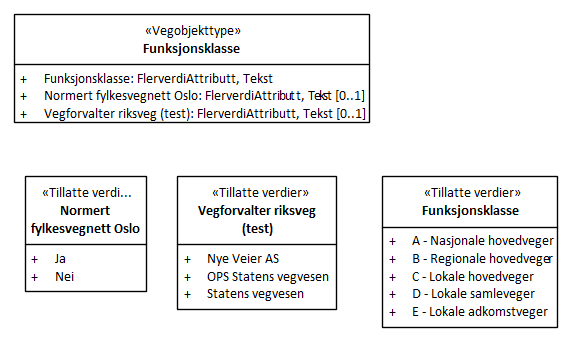 «Vegobjekttype»
Funksjonsklasse
+ Funksjonsklasse: FlerverdiAttributt, Tekst
+ Normert fylkesvegnett Oslo: FlerverdiAttributt, Tekst [0..1]
+ Vegforvalter riksveg (test): FlerverdiAttributt, Tekst [0..1]
«Tillatte verdi...
Normert
fylkesvegnett Oslo
+ Ja
+ Nei
«Tillatte verdier»
Vegforvalter riksveg
(test)
+ Nye Veier AS
+ OPS Statens vegvesen
+ Statens vegvesen
«Tillatte verdier»
Funksjonsklasse
+ A - Nasjonale hovedveger
+ B - Regionale hovedveger
+ C - Lokale hovedveger
+ D - Lokale samleveger
+ E - Lokale adkomstveger